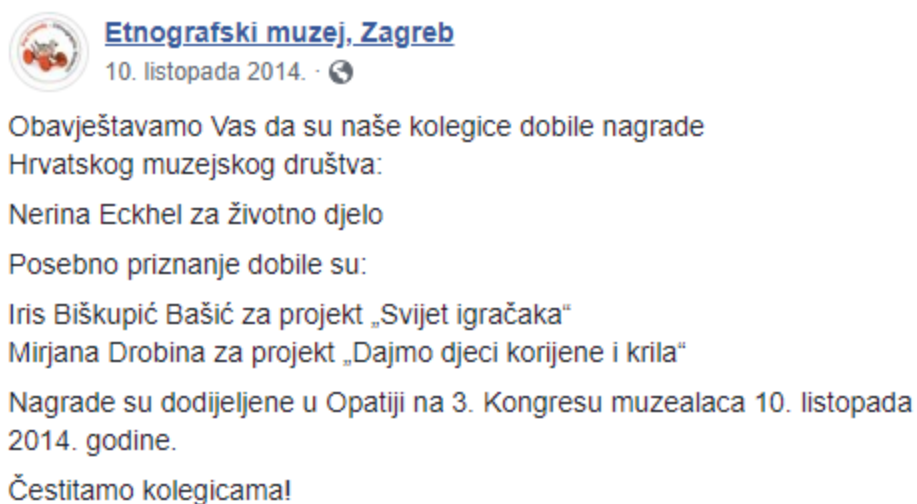 Etnografski muzej, Zagreb
10. listopada 2014. ·
Obavještavamo Vas da su naše kolegice dobile nagrade
Hrvatskog muzejskog društva:
Nerina Eckhel za životno djelo
Posebno priznanje dobile su:
Iris Biškupić Bašić za projekt „Svijet igračaka“
Mirjana Drobina za projekt „Dajmo djeci korijene i krila“
Nagrade su dodijeljene u Opatiji na 3. Kongresu muzealaca 10. listopada
2014. godine.
Čestitamo kolegicama!